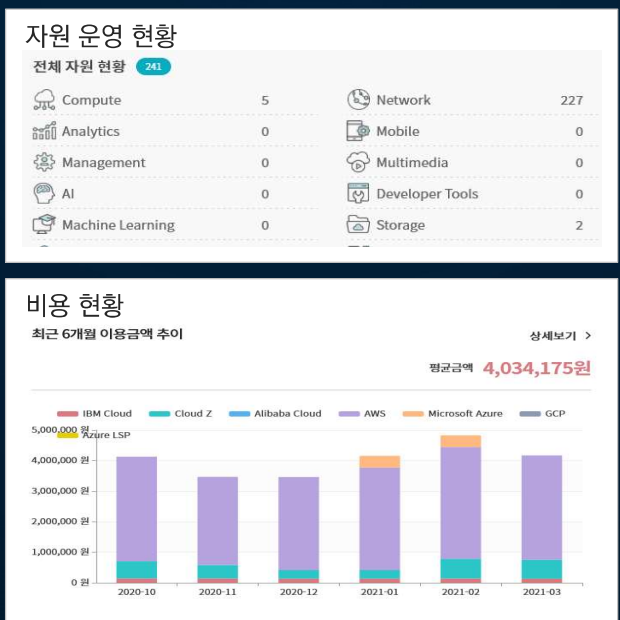 자원 운영 현황
전체 자원 현황 241
Compute 5
Network 227
Analytics 0
Mobile 0
Management 0
Multimedia 0
AI 0
Developer Tools 0
Machine Learning 0
Storage 2
비용 현황
최근 6개월 이용금액 추이
상세보기 >
평균금액 4,034,175원
IBM Cloud Cloud Z Alibaba Cloud AWS Microsoft Azure GCP
Azure LSP
5,000,000 원
4,000,000 원
3,000,000 원
2,000,000 원
1,000,000 원
0 원
2020-10 2020-11 2020-12 2021-01 2021-02 2021-03